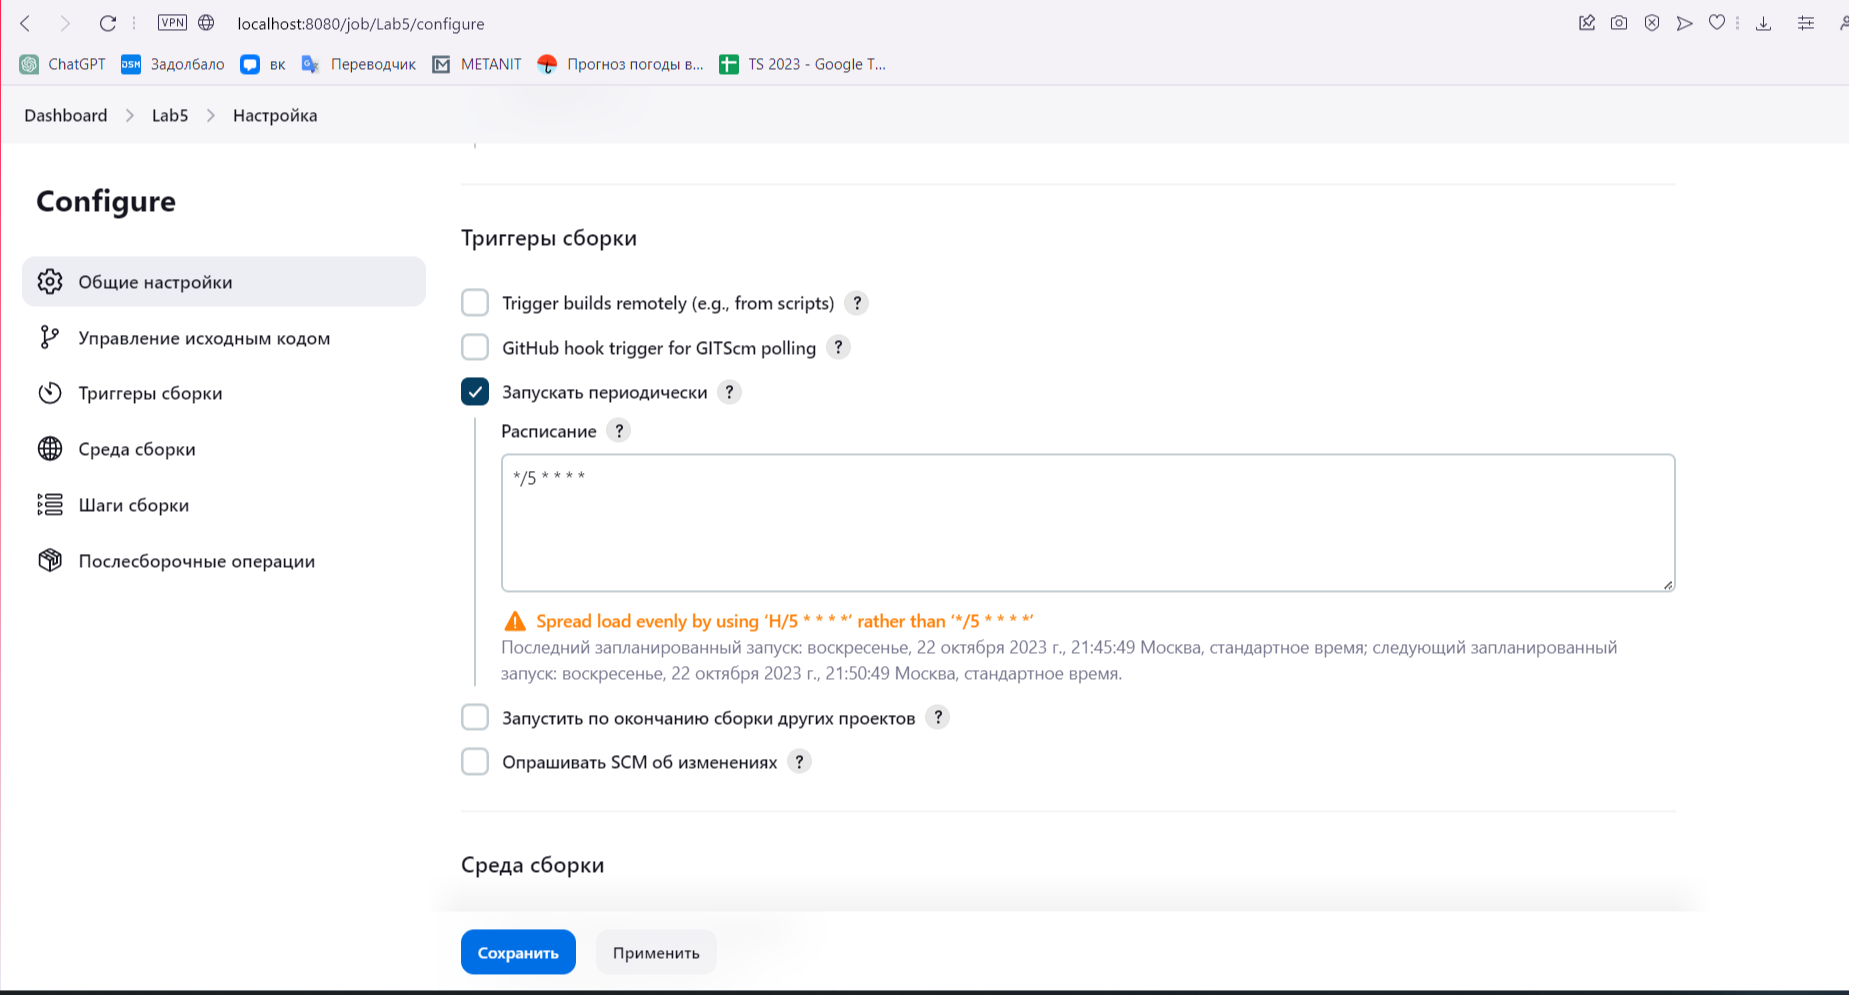 VPN localhost:8080/job/Lab5/configure
ChatGPT JSM Задолбало вк Переводчик METANIT Прогноз погоды в... TS 2023 - Google T...
Dashboard Lab5 Настройка
Configure
Общие настройки
Управление исходным кодом
Триггеры сборки
Среда сборки
Шаги сборки
Послесборочные операции
Триггеры сборки
Trigger builds remotely (e.g., from scripts) ?
GitHub hook trigger for GITScm polling ?
Запускать периодически ?
Расписание ?
*/5 * * * *
Spread load evenly by using ‘H/5 * * * *’ rather than ‘*/5 * * * *’
Последний запланированный запуск: воскресенье, 22 октября 2023 г., 21:45:49 Москва, стандартное время; следующий запланированный
запуск: воскресенье, 22 октября 2023 г., 21:50:49 Москва, стандартное время.
Запустить по окончанию сборки других проектов ?
Опрашивать SCM об изменениях ?
Среда сборки
Сохранить Применить